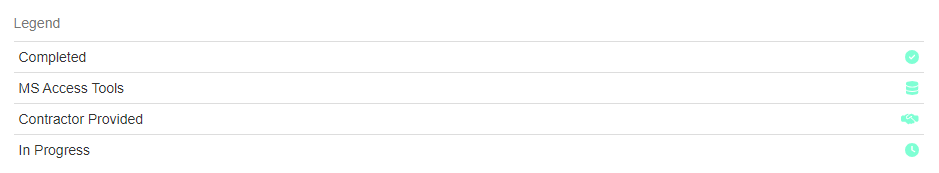 Legend
Completed
MS Access Tools
Contractor Provided
In Progress